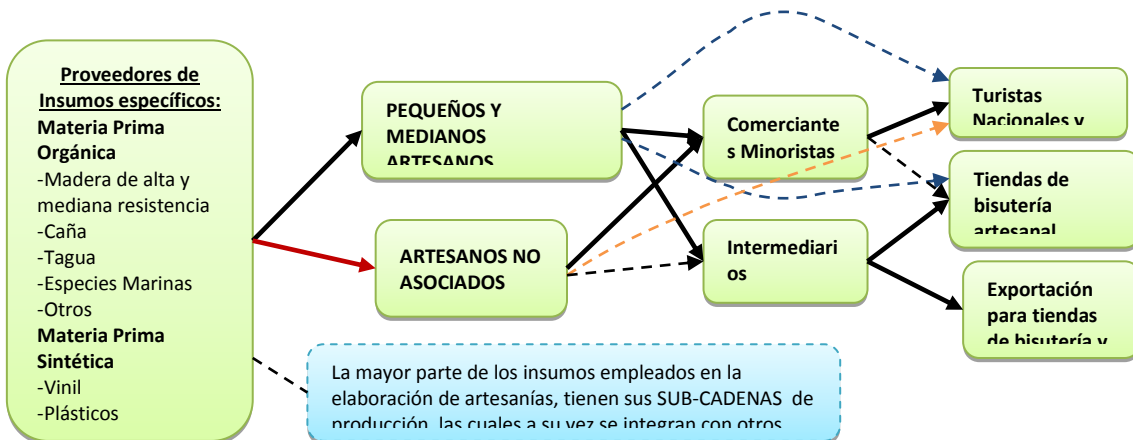 Proveedores de
Insumos específicos:
Materia Prima
Orgánica
-Madera de alta y
mediana resistencia
-Caña
-Tagua
-Especies Marinas
-Otros
Materia Prima
Sintética
-Vinil
-Plásticos
PEQUEÑOS Y
MEDIANOS
ARTESANOS
ARTESANOS NO
ASOCIADOS
Comerciante
s Minoristas
Intermediari
os
Turistas
Nacionales y
Tiendas de
bisutería
artesanal
Exportación
para tiendas
de bisutería y
La mayor parte de los insumos empleados en la
elaboración de artesanías, tienen sus SUB-CADENAS de
producción, las cuales a su vez se integran con otros